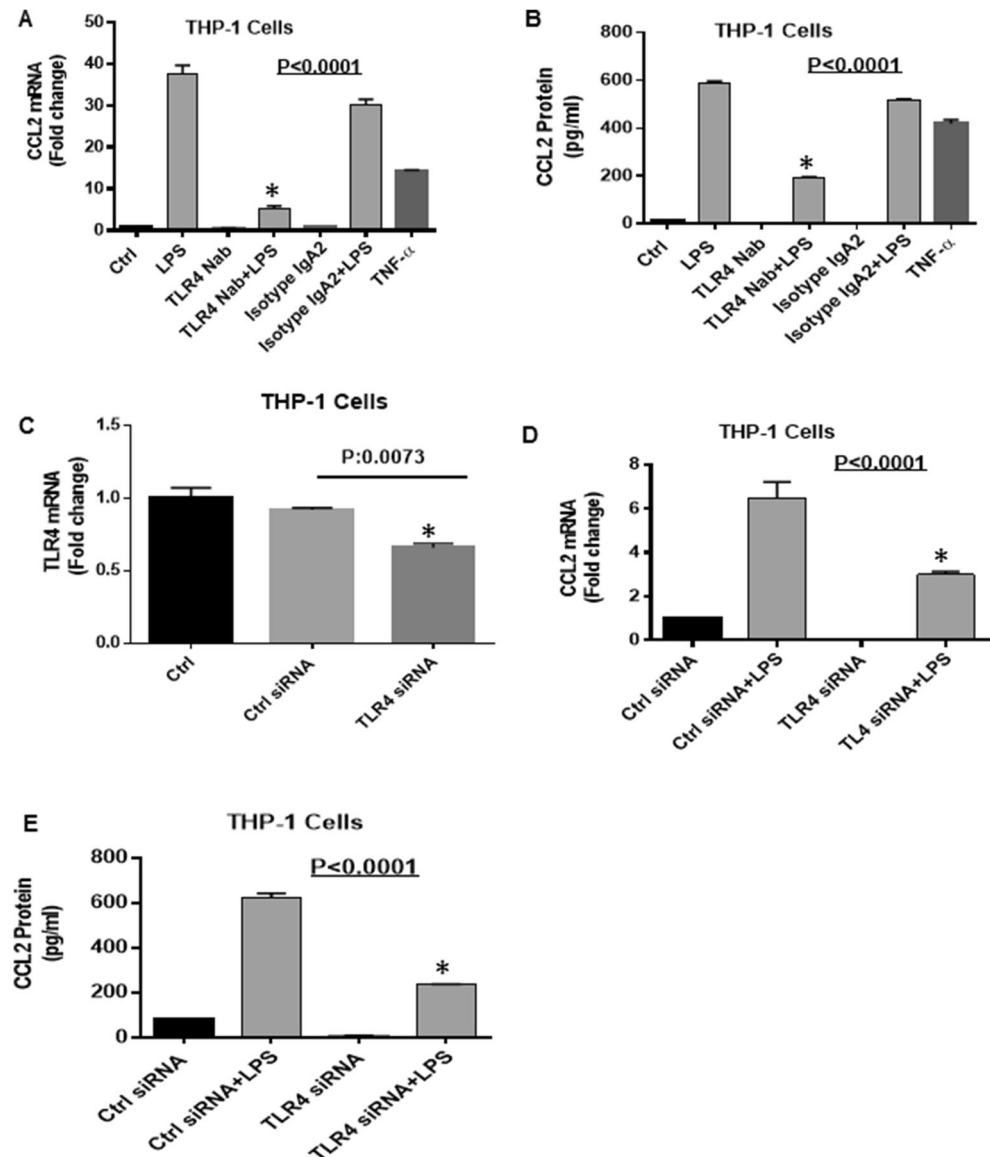 A
THP-1 Cells
P<0.0001
CCL2 mRNA
(Fold change)
50
40
30
20
10
0
*
Ctrl
LPS
TLR4 Nab
TLR4 Nab+LPS
Isotype IgA2
Isotype IgA2+LPS
TNF-α
B
THP-1 Cells
P<0.0001
CCL2 Protein
(pg/ml)
800
600
400
200
0
*
Ctrl
LPS
TLR4 Nab
TLR4 Nab+LPS
Isotype IgA2
Isotype IgA2+LPS
TNF-α
C
THP-1 Cells
P:0.0073
TLR4 mRNA
(Fold change)
1.5
1.0
0.5
0.0
*
Ctrl
Ctrl siRNA
TLR4 siRNA
D
THP-1 Cells
P<0.0001
CCL2 mRNA
(Fold change)
8
6
4
2
0
*
Ctrl siRNA
Ctrl siRNA+LPS
TLR4 siRNA
TL4 siRNA+LPS
E
THP-1 Cells
P<0.0001
CCL2 Protein
(pg/ml)
800
600
400
200
0
*
Ctrl siRNA
Ctrl siRNA+LPS
TLR4 siRNA
TLR4 siRNA+LPS